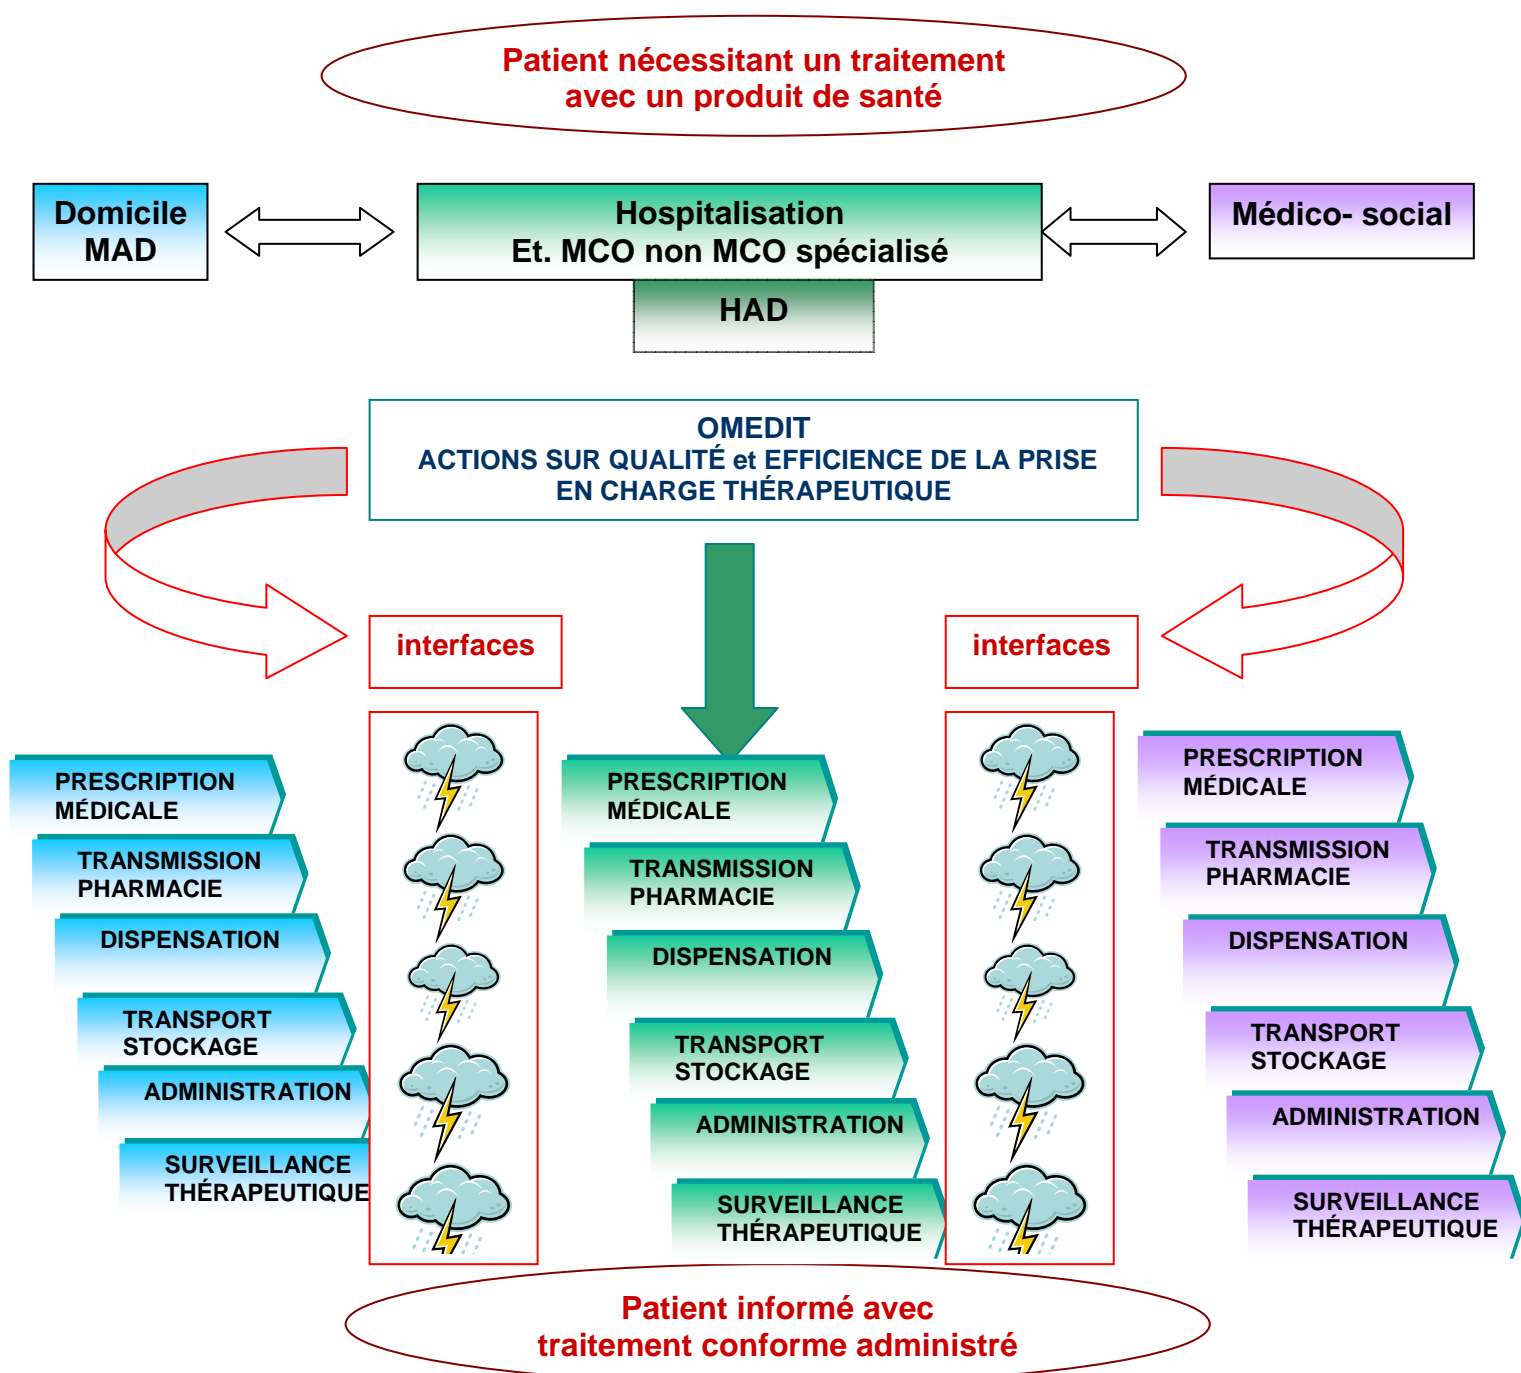 Patient nécessitant un traitement
avec un produit de santé
Domicile
MAD
Hospitalisation
Et. MCO non MCO spécialisé
HAD
Médico- social
OMEDIT
ACTIONS SUR QUALITÉ et EFFICIENCE DE LA PRISE
EN CHARGE THÉRAPEUTIQUE
interfaces
interfaces
PRESCRIPTION
MÉDICALE
TRANSMISSION
PHARMACIE
DISPENSATION
TRANSPORT
STOCKAGE
ADMINISTRATION
SURVEILLANCE
THÉRAPEUTIQUE
PRESCRIPTION
MÉDICALE
TRANSMISSION
PHARMACIE
DISPENSATION
TRANSPORT
STOCKAGE
ADMINISTRATION
SURVEILLANCE
THÉRAPEUTIQUE
PRESCRIPTION
MÉDICALE
TRANSMISSION
PHARMACIE
DISPENSATION
TRANSPORT
STOCKAGE
ADMINISTRATION
SURVEILLANCE
THÉRAPEUTIQUE
Patient informé avec
traitement conforme administré